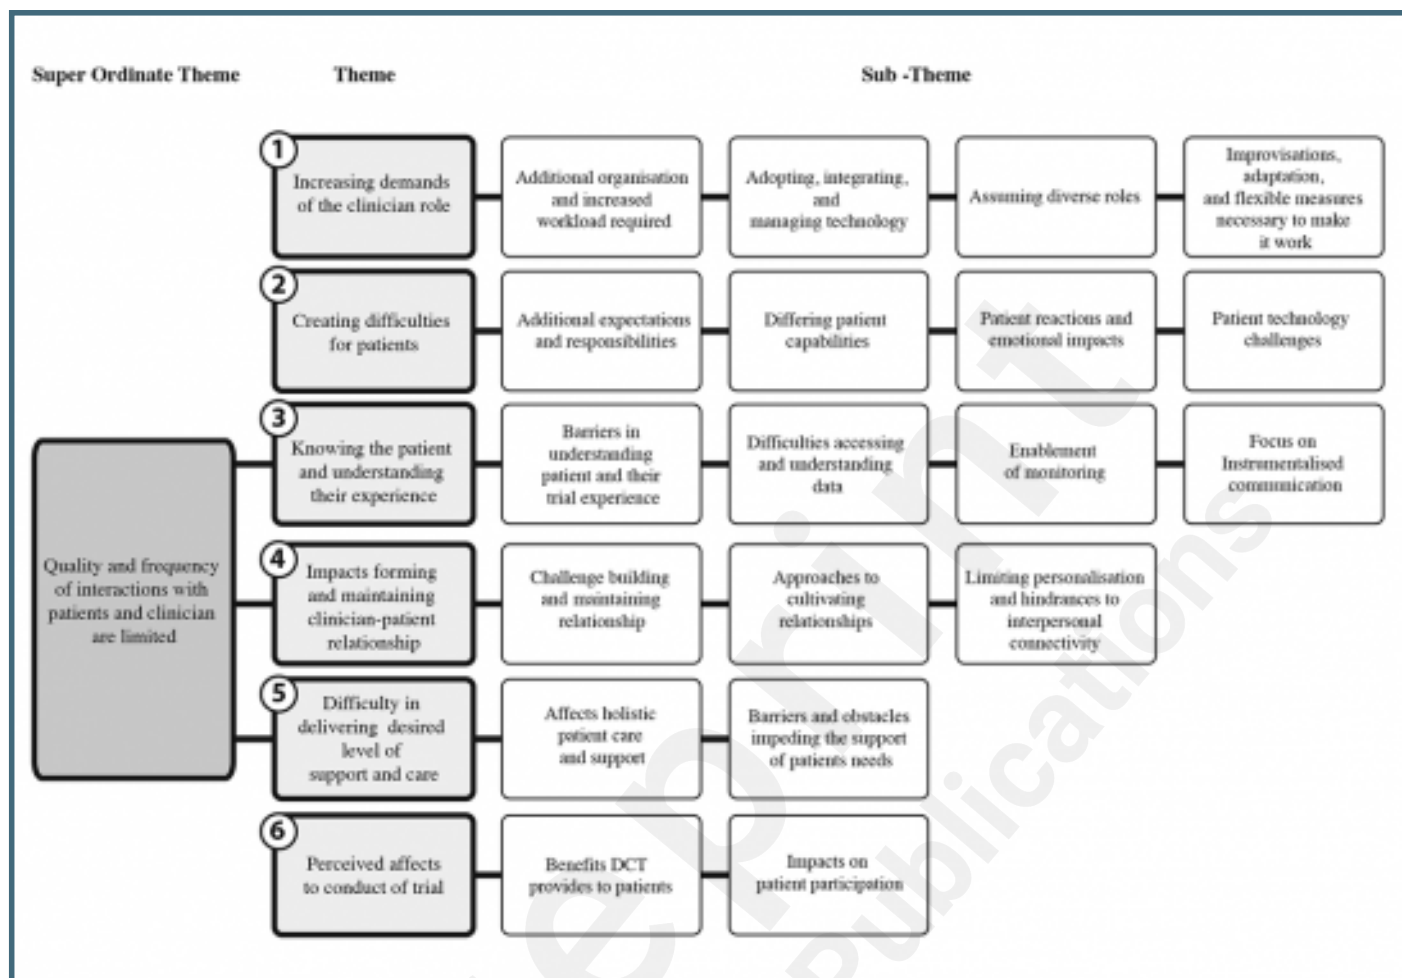 Super Ordinate Theme
Theme
Sub -Theme
1
Increasing demands
of the clinician role
Additional organisation
and increased
workload required
Adopting, integrating,
and
managing technology
Assuming diverse roles
Improvisations,
adaptation,
and flexible measures
necessary to make
it work
2
Creating difficulties
for patients
Additional expectations
and responsibilities
Differing patient
capabilities
Patient reactions and
emotional impacts
Patient technology
challenges
Quality and frequency
of interactions with
patients and clinician
are limited
3
Knowing the patient
and understanding
their experience
Barriers in
understanding
patient and their
trial experience
Difficulties accessing
and understanding
data
Enablement
of monitoring
Focus on
Instrumentalised
communication
4
Impacts forming
and maintaining
clinician-patient
relationship
Challenge building
and maintaining
relationship
Approaches to
cultivating
relationships
Limiting personalisation
and hindrances to
interpersonal
connectivity
5
Difficulty in
delivering desired
level of
support and care
Affects holistic
patient care
and support
Barriers and obstacles
impeding the support
of patients needs
6
Perceived affects
to conduct of trial
Benefits DCT
provides to patients
Impacts on
patient participation
eprint
Publications